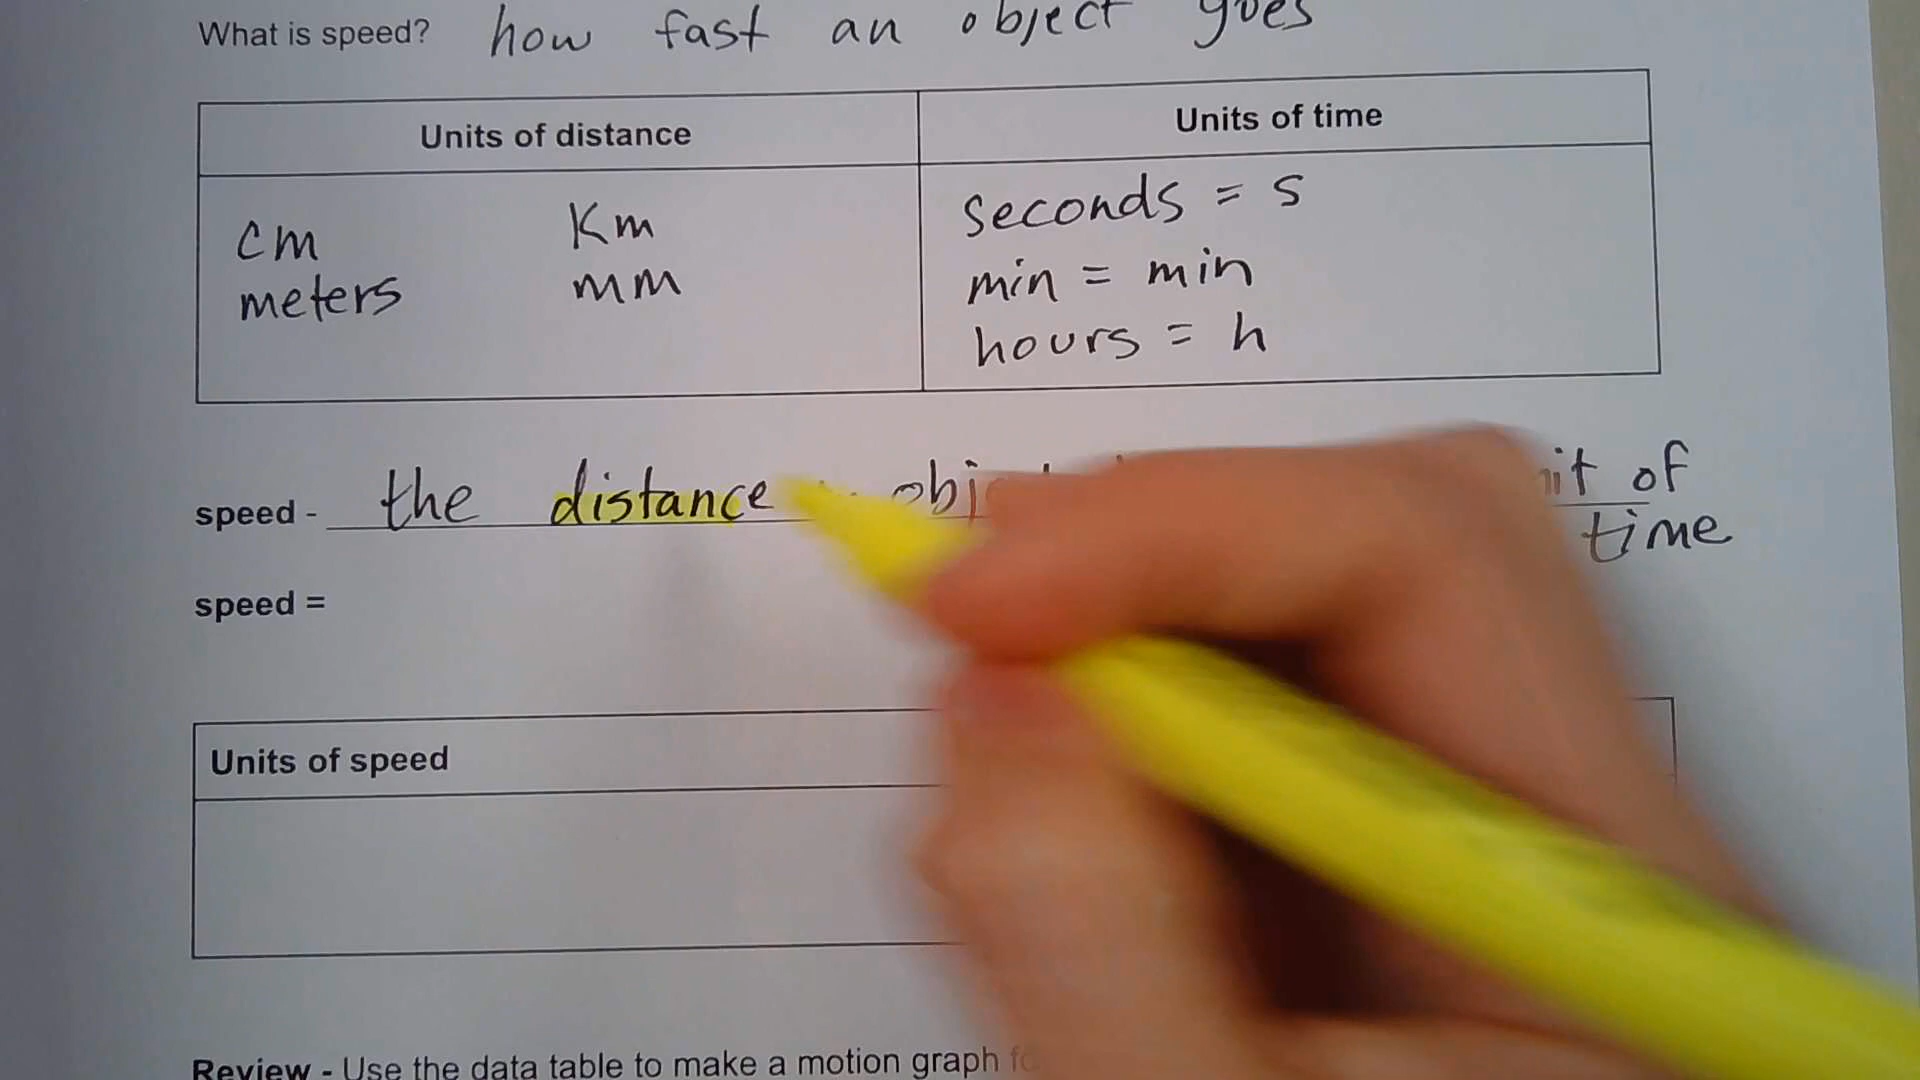 What is speed? how fast an object goes
Units of distance Units of time
cm Km seconds = s
meters mm min = min
hours = h
speed - the distance of
time
speed =
Units of speed
Review - Use the data table to make a motion graph